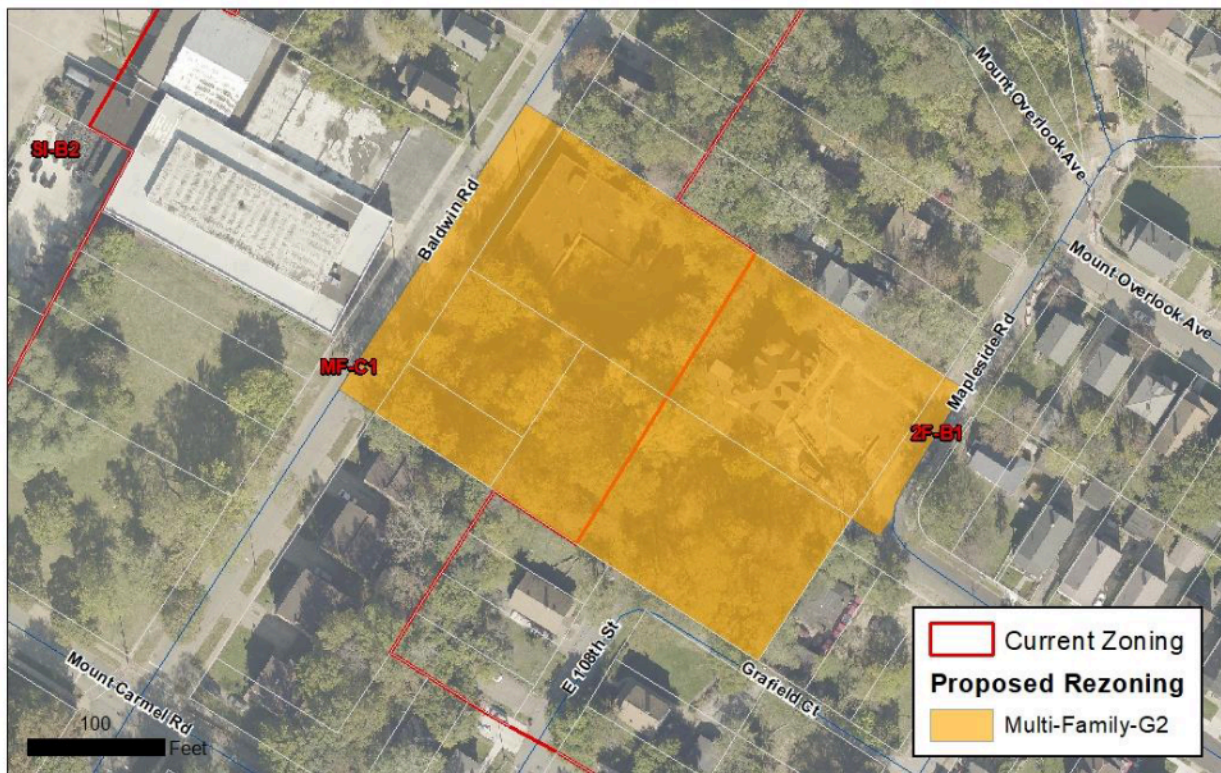 Mount Overlook Ave
SI-B2
Baldwin Rd
Mount Overlook Ave
Mapleside Rd
MF-C1
2F-B1
E 108th St
Grafield Ct
Mount Carmel Rd
100
Feet
Current Zoning
Proposed Rezoning
Multi-Family-G2